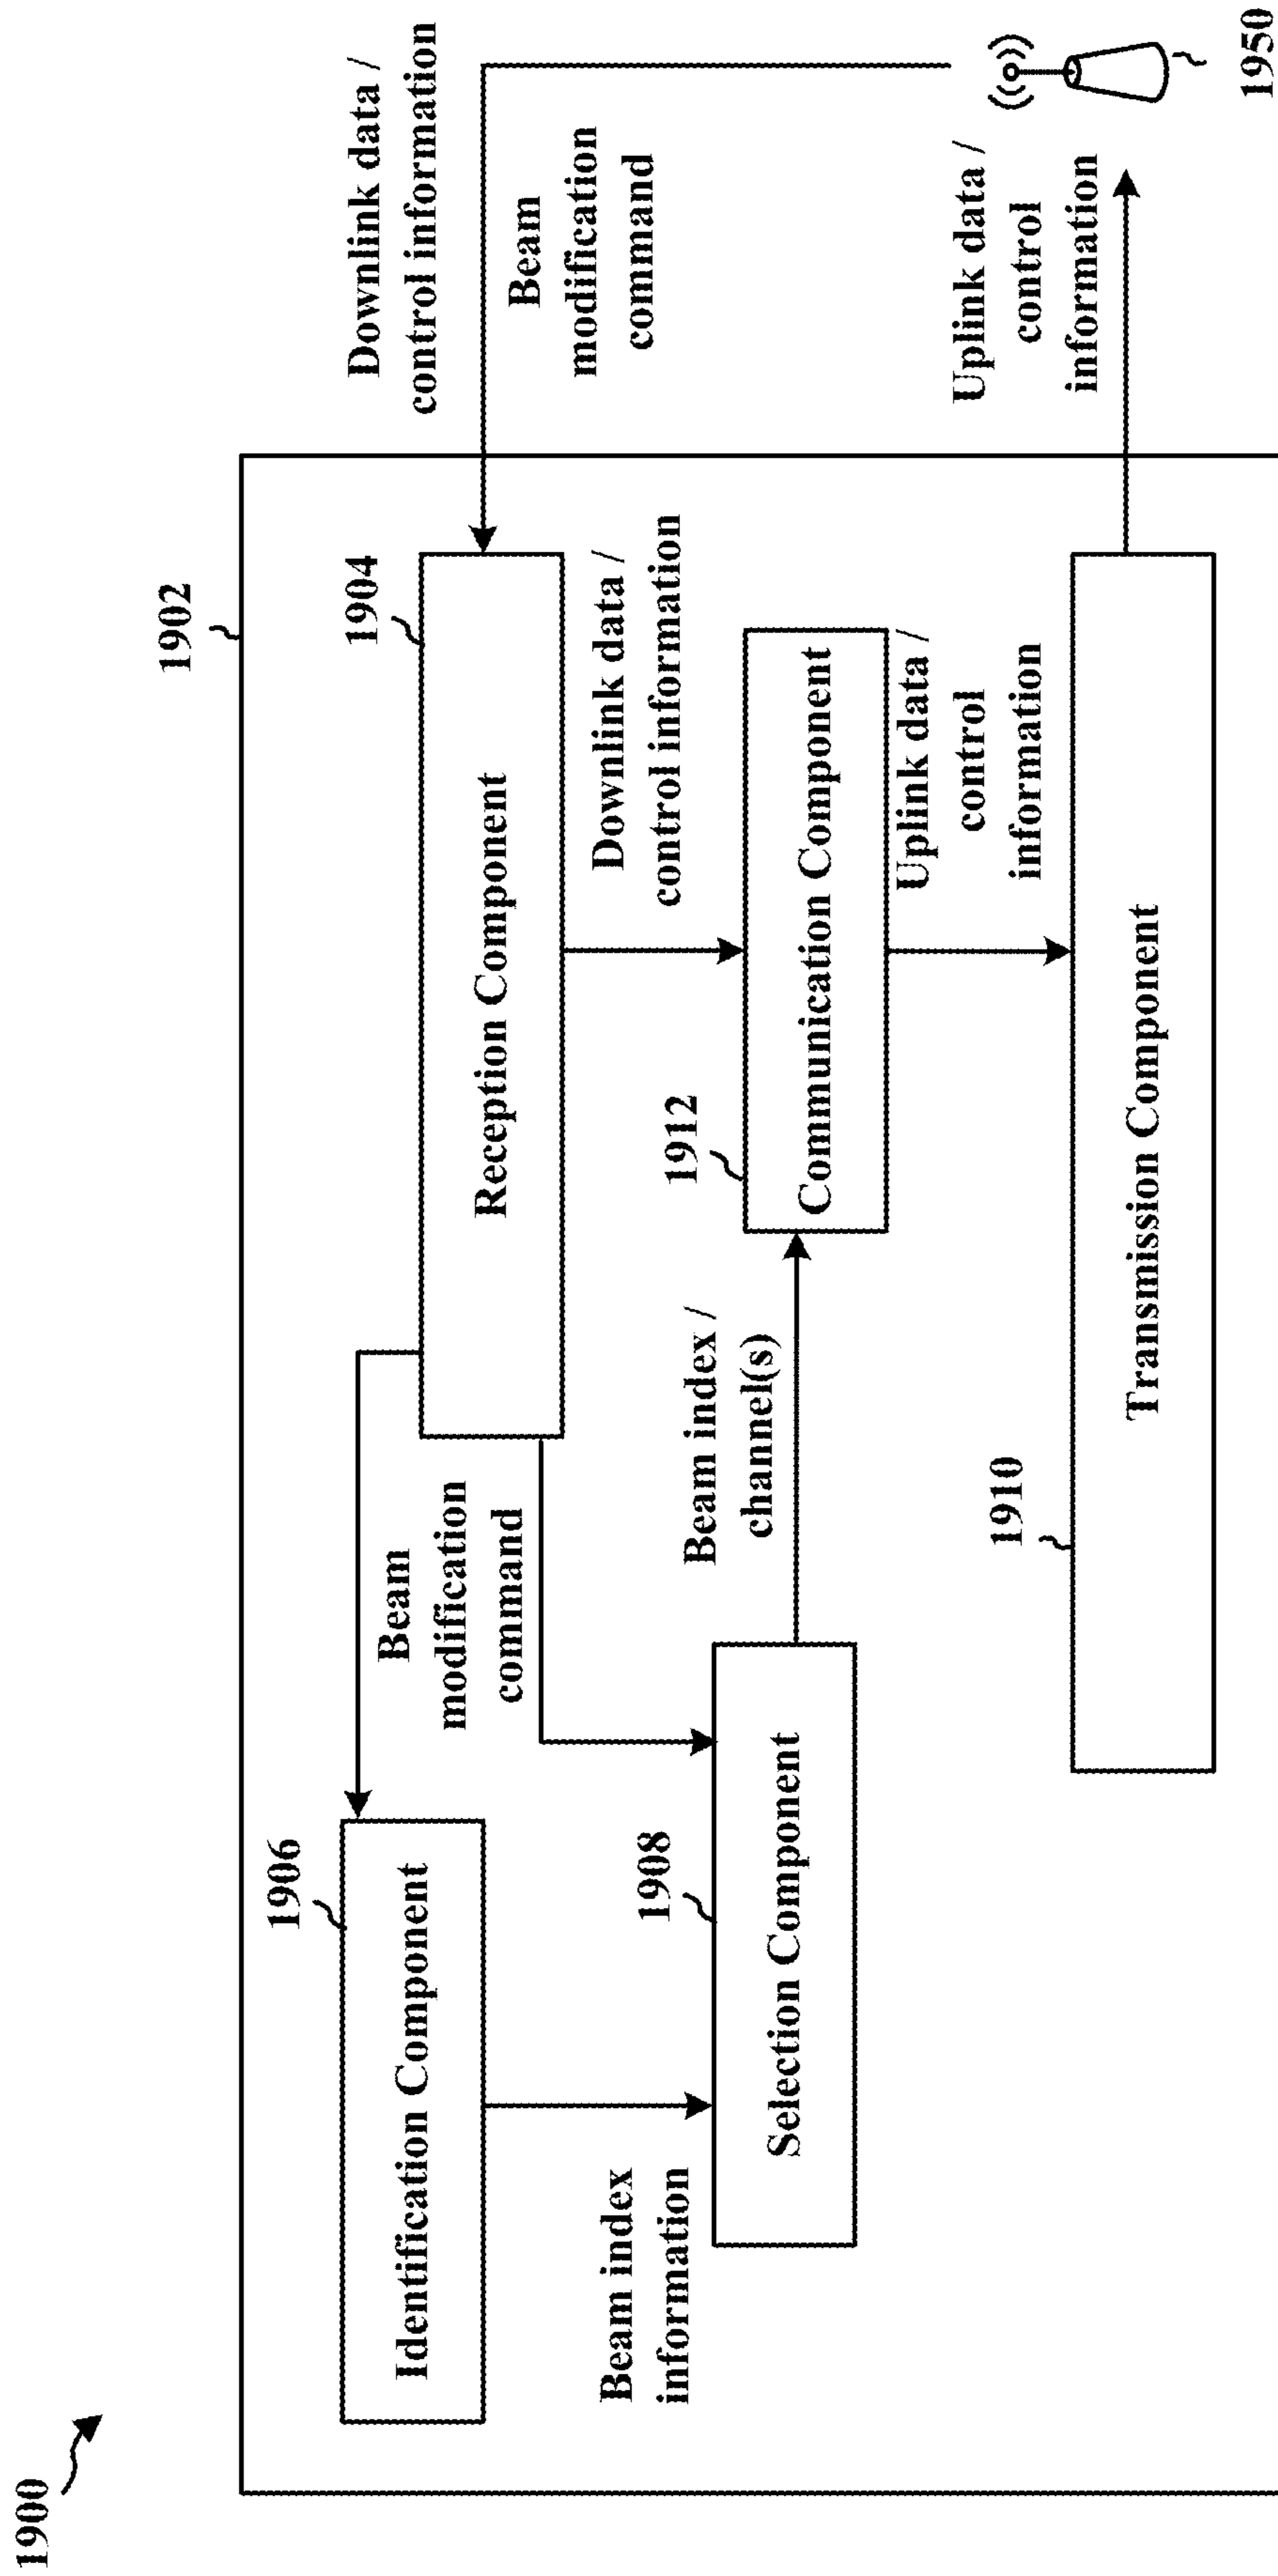 1900
1902
1906
Identification Component
Beam index
information
1908
Selection Component
Beam
modification
command
1904
Reception Component
Downlink data /
control information
Beam
modification
command
Downlink data /
control information
Beam index /
channel(s)
1912
Communication Component
Uplink data /
control
information
1910
Transmission Component
Uplink data /
control
information
1950